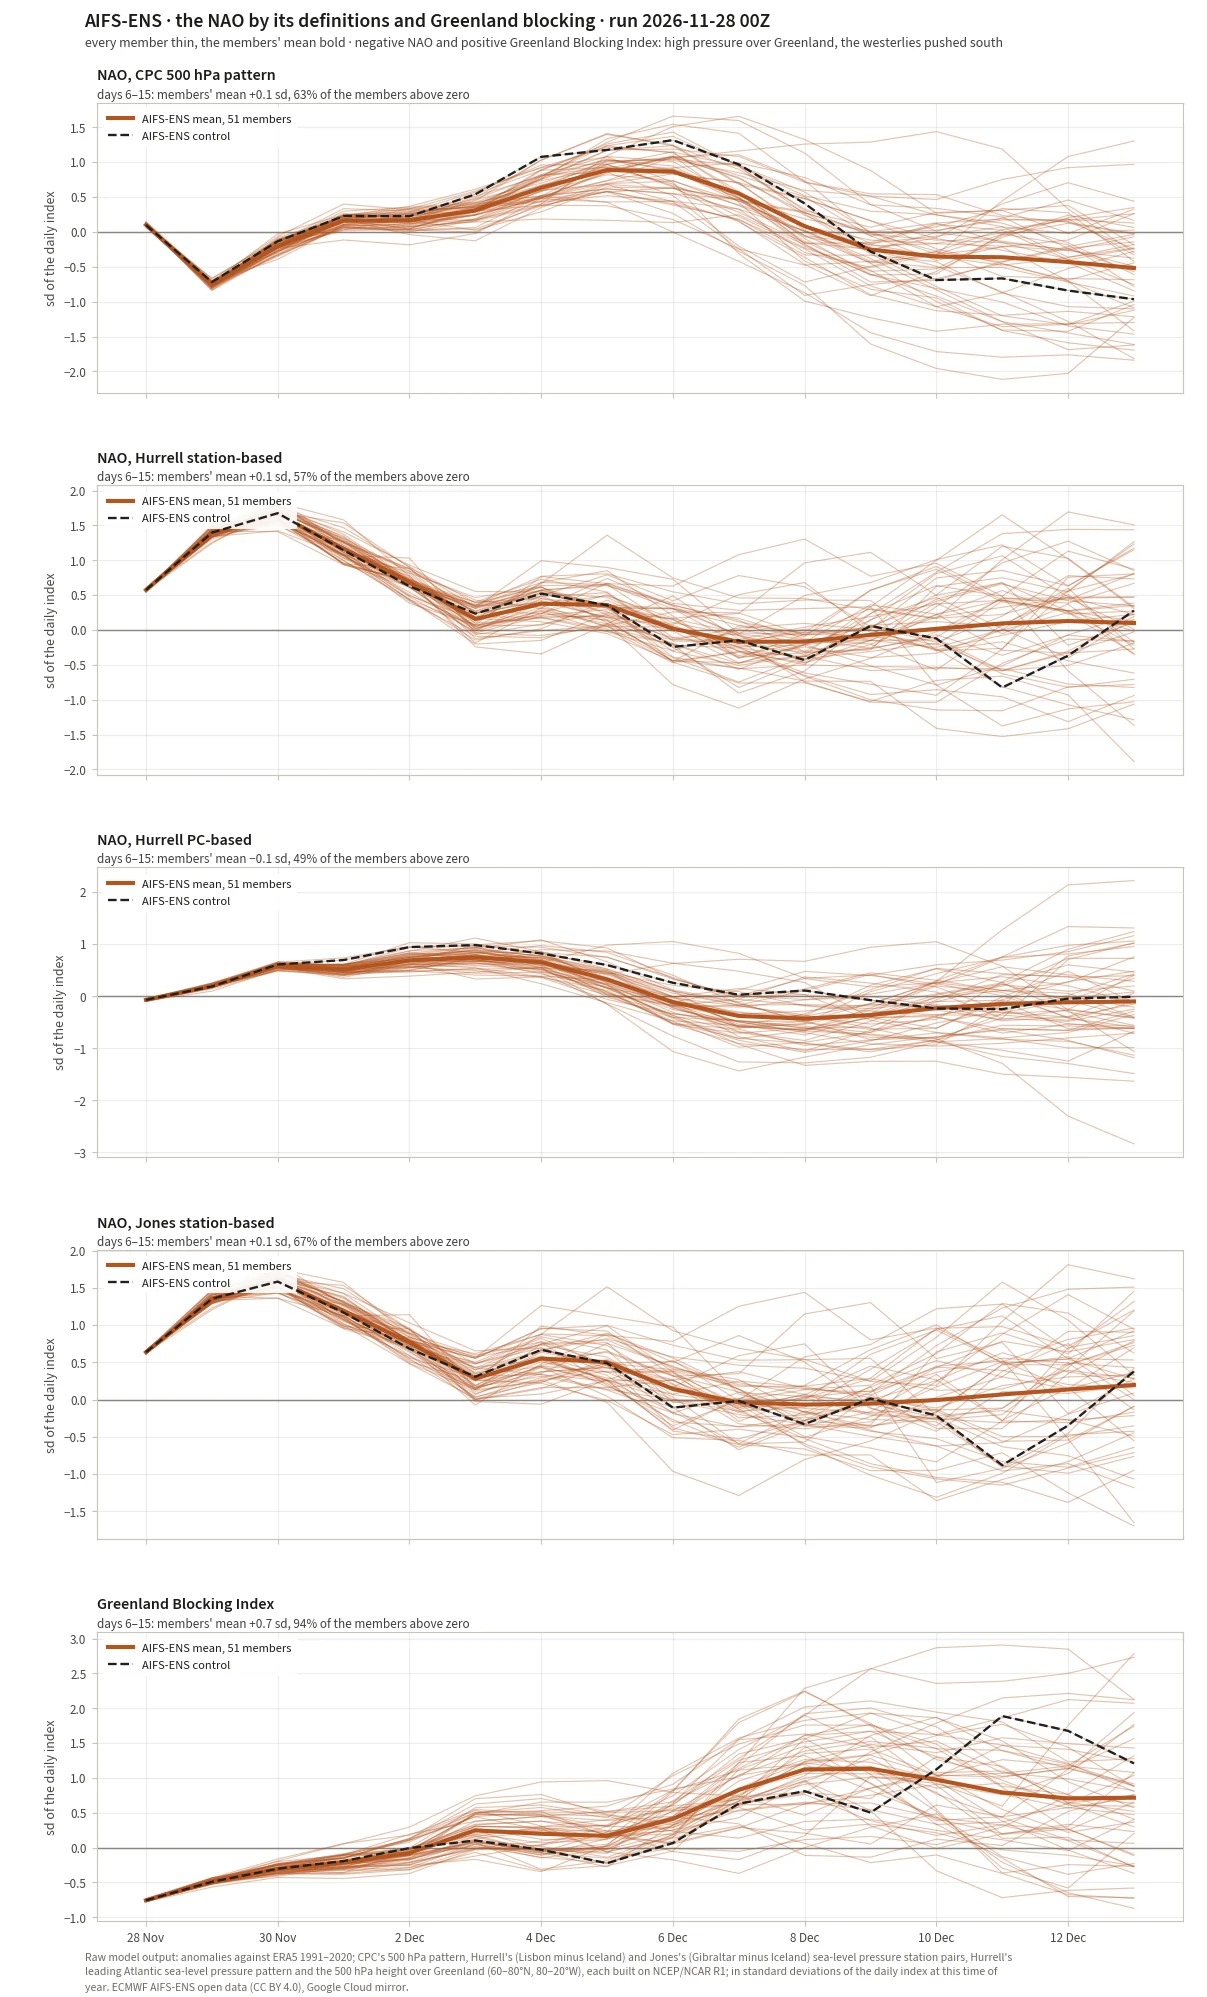 AIFS-ENS · the NAO by its definitions and Greenland blocking · run 2026-11-28 00Z
every member thin, the members' mean bold · negative NAO and positive Greenland Blocking Index: high pressure over Greenland, the westerlies pushed south
NAO, CPC 500 hPa pattern
days 6–15: members' mean +0.1 sd, 63% of the members above zero
AIFS-ENS mean, 51 members
AIFS-ENS control
1.5
1.0
0.5
0.0
−0.5
−1.0
−1.5
−2.0
sd of the daily index
NAO, Hurrell station-based
days 6–15: members' mean +0.1 sd, 57% of the members above zero
AIFS-ENS mean, 51 members
AIFS-ENS control
2.0
1.5
1.0
0.5
0.0
−0.5
−1.0
−1.5
−2.0
sd of the daily index
NAO, Hurrell PC-based
days 6–15: members' mean −0.1 sd, 49% of the members above zero
AIFS-ENS mean, 51 members
AIFS-ENS control
2
1
0
−1
−2
−3
sd of the daily index
NAO, Jones station-based
days 6–15: members' mean +0.1 sd, 67% of the members above zero
AIFS-ENS mean, 51 members
AIFS-ENS control
2.0
1.5
1.0
0.5
0.0
−0.5
−1.0
−1.5
sd of the daily index
Greenland Blocking Index
days 6–15: members' mean +0.7 sd, 94% of the members above zero
AIFS-ENS mean, 51 members
AIFS-ENS control
3.0
2.5
2.0
1.5
1.0
0.5
0.0
−0.5
−1.0
sd of the daily index
28 Nov 30 Nov 2 Dec 4 Dec 6 Dec 8 Dec 10 Dec 12 Dec
Raw model output: anomalies against ERA5 1991–2020; CPC's 500 hPa pattern, Hurrell's (Lisbon minus Iceland) and Jones's (Gibraltar minus Iceland) sea-level pressure station pairs, Hurrell's
leading Atlantic sea-level pressure pattern and the 500 hPa height over Greenland (60–80°N, 80–20°W), each built on NCEP/NCAR R1; in standard deviations of the daily index at this time of
year. ECMWF AIFS-ENS open data (CC BY 4.0), Google Cloud mirror.